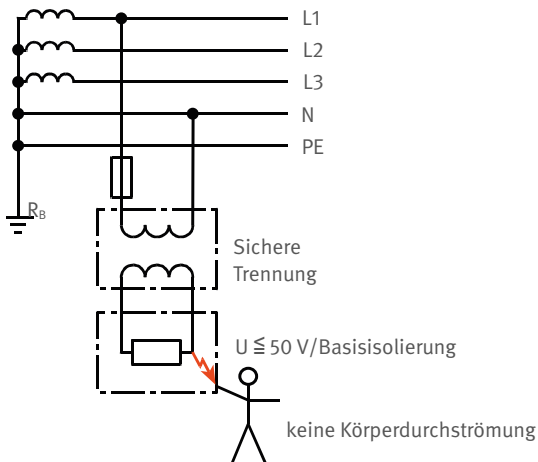 L1
L2
L3
N
PE
RB
Sichere
Trennung
U ≦ 50 V/Basisisolierung
keine Körperdurchströmung